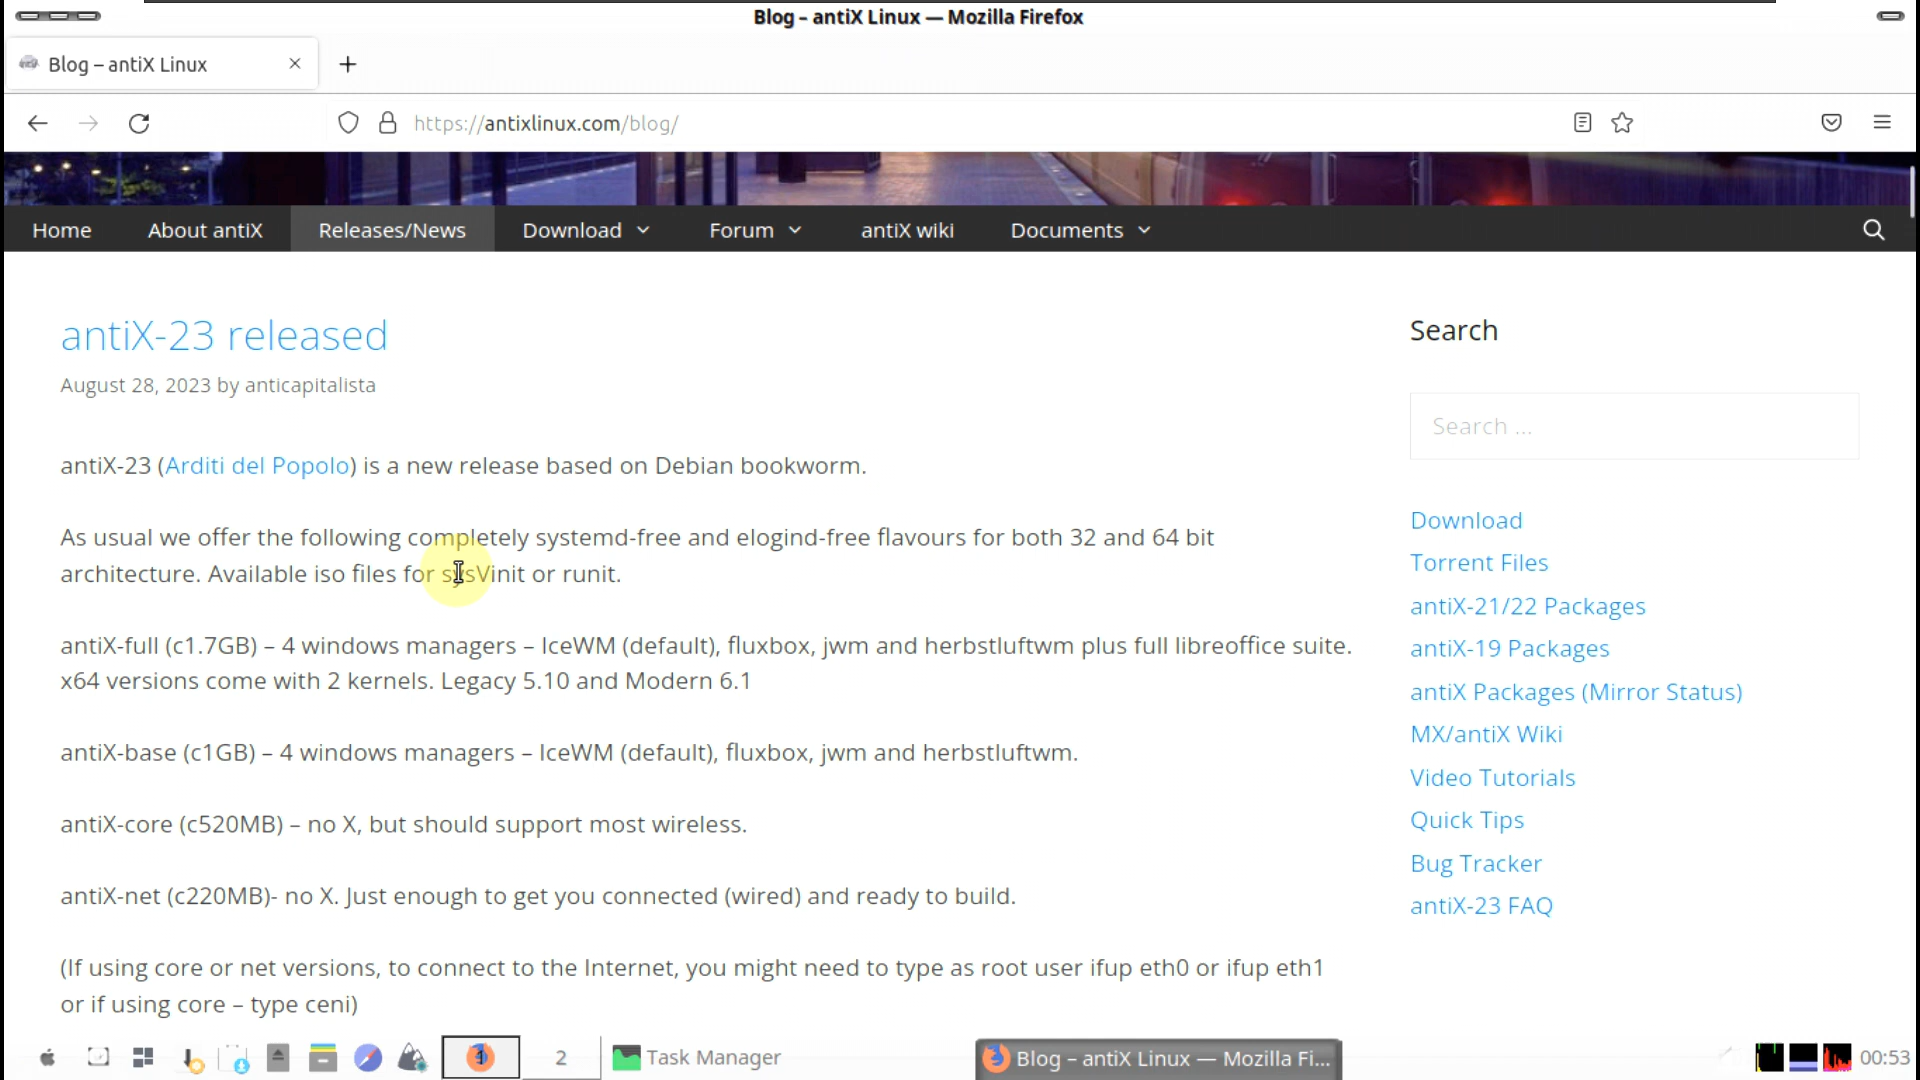 Blog – antiX Linux — Mozilla Firefox
Blog – antiX Linux
https://antixlinux.com/blog/
Home About antiX Releases/News Download Forum antiX wiki Documents
antiX-23 released
August 28, 2023 by anticapitalista
antiX-23 (Arditi del Popolo) is a new release based on Debian bookworm.
As usual we offer the following completely systemd-free and elogind-free flavours for both 32 and 64 bit
architecture. Available iso files for sysVinit or runit.
antiX-full (c1.7GB) – 4 windows managers – IceWM (default), fluxbox, jwm and herbstluftwm plus full libreoffice suite.
x64 versions come with 2 kernels. Legacy 5.10 and Modern 6.1
antiX-base (c1GB) – 4 windows managers – IceWM (default), fluxbox, jwm and herbstluftwm.
antiX-core (c520MB) – no X, but should support most wireless.
antiX-net (c220MB)- no X. Just enough to get you connected (wired) and ready to build.
(If using core or net versions, to connect to the Internet, you might need to type as root user ifup eth0 or ifup eth1
or if using core – type ceni)
Search
Search ...
Download
Torrent Files
antiX-21/22 Packages
antiX-19 Packages
antiX Packages (Mirror Status)
MX/antiX Wiki
Video Tutorials
Quick Tips
Bug Tracker
antiX-23 FAQ
2 Task Manager Blog – antiX Linux — Mozilla Fi... 00:53